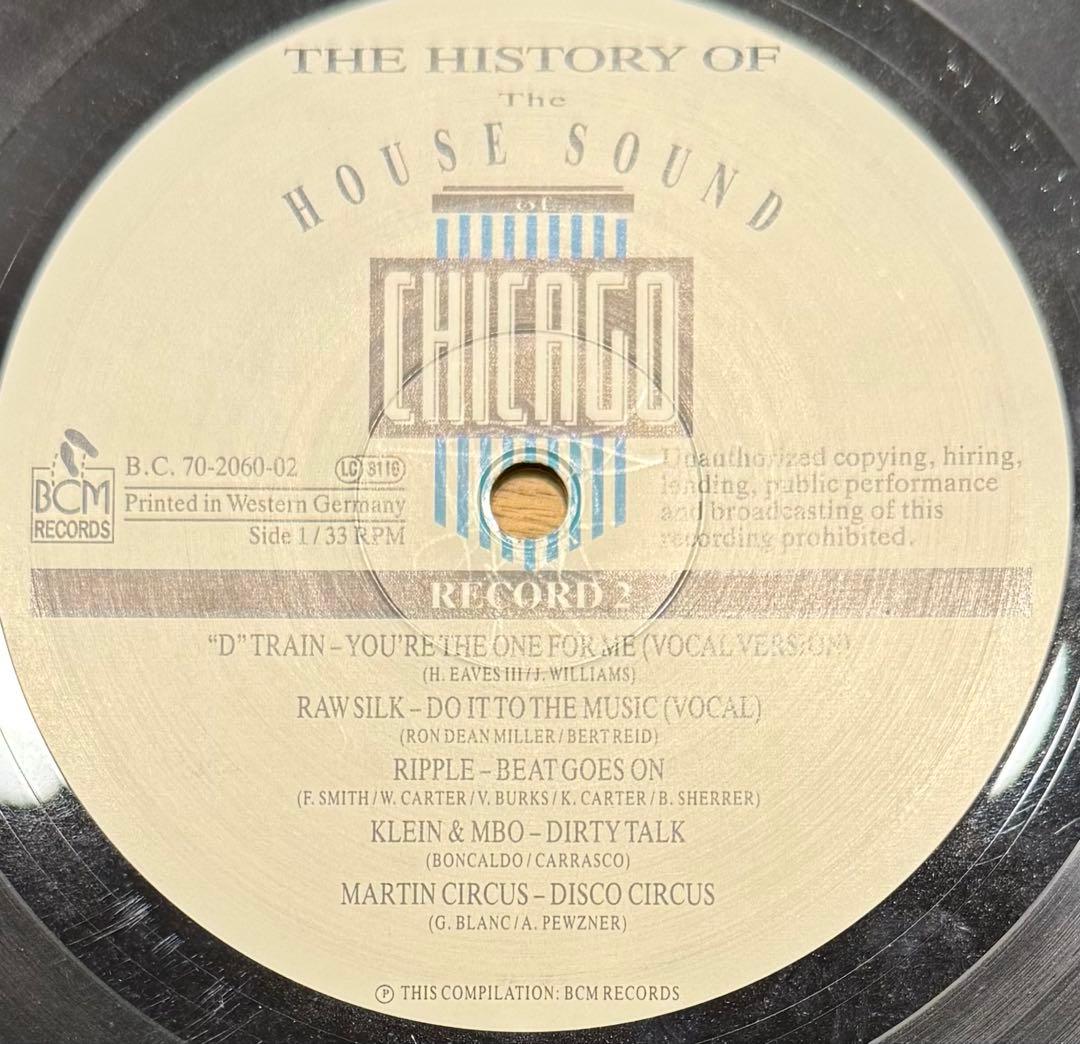 THE HISTORY OF
The
HOUSE SOUND
of
CHICAGO
BCM
RECORDS
B.C. 70-2060-02 LC 8116
Printed in Western Germany
Side 1 / 33 RPM
Unauthorized copying, hiring,
lending, public performance
and broadcasting of this
recording prohibited.
RECORD 2
“D” TRAIN – YOU'RE THE ONE FOR ME (VOCAL VERSION)
(H. EAVES III / J. WILLIAMS)
RAW SILK – DO IT TO THE MUSIC (VOCAL)
(RON DEAN MILLER / BERT REID)
RIPPLE – BEAT GOES ON
(F. SMITH / W. CARTER / V. BURKS / K. CARTER / B. SHERRER)
KLEIN & MBO – DIRTY TALK
(BONCALDO / CARRASCO)
MARTIN CIRCUS – DISCO CIRCUS
(G. BLANC / A. PEWZNER)
Ⓟ THIS COMPILATION: BCM RECORDS